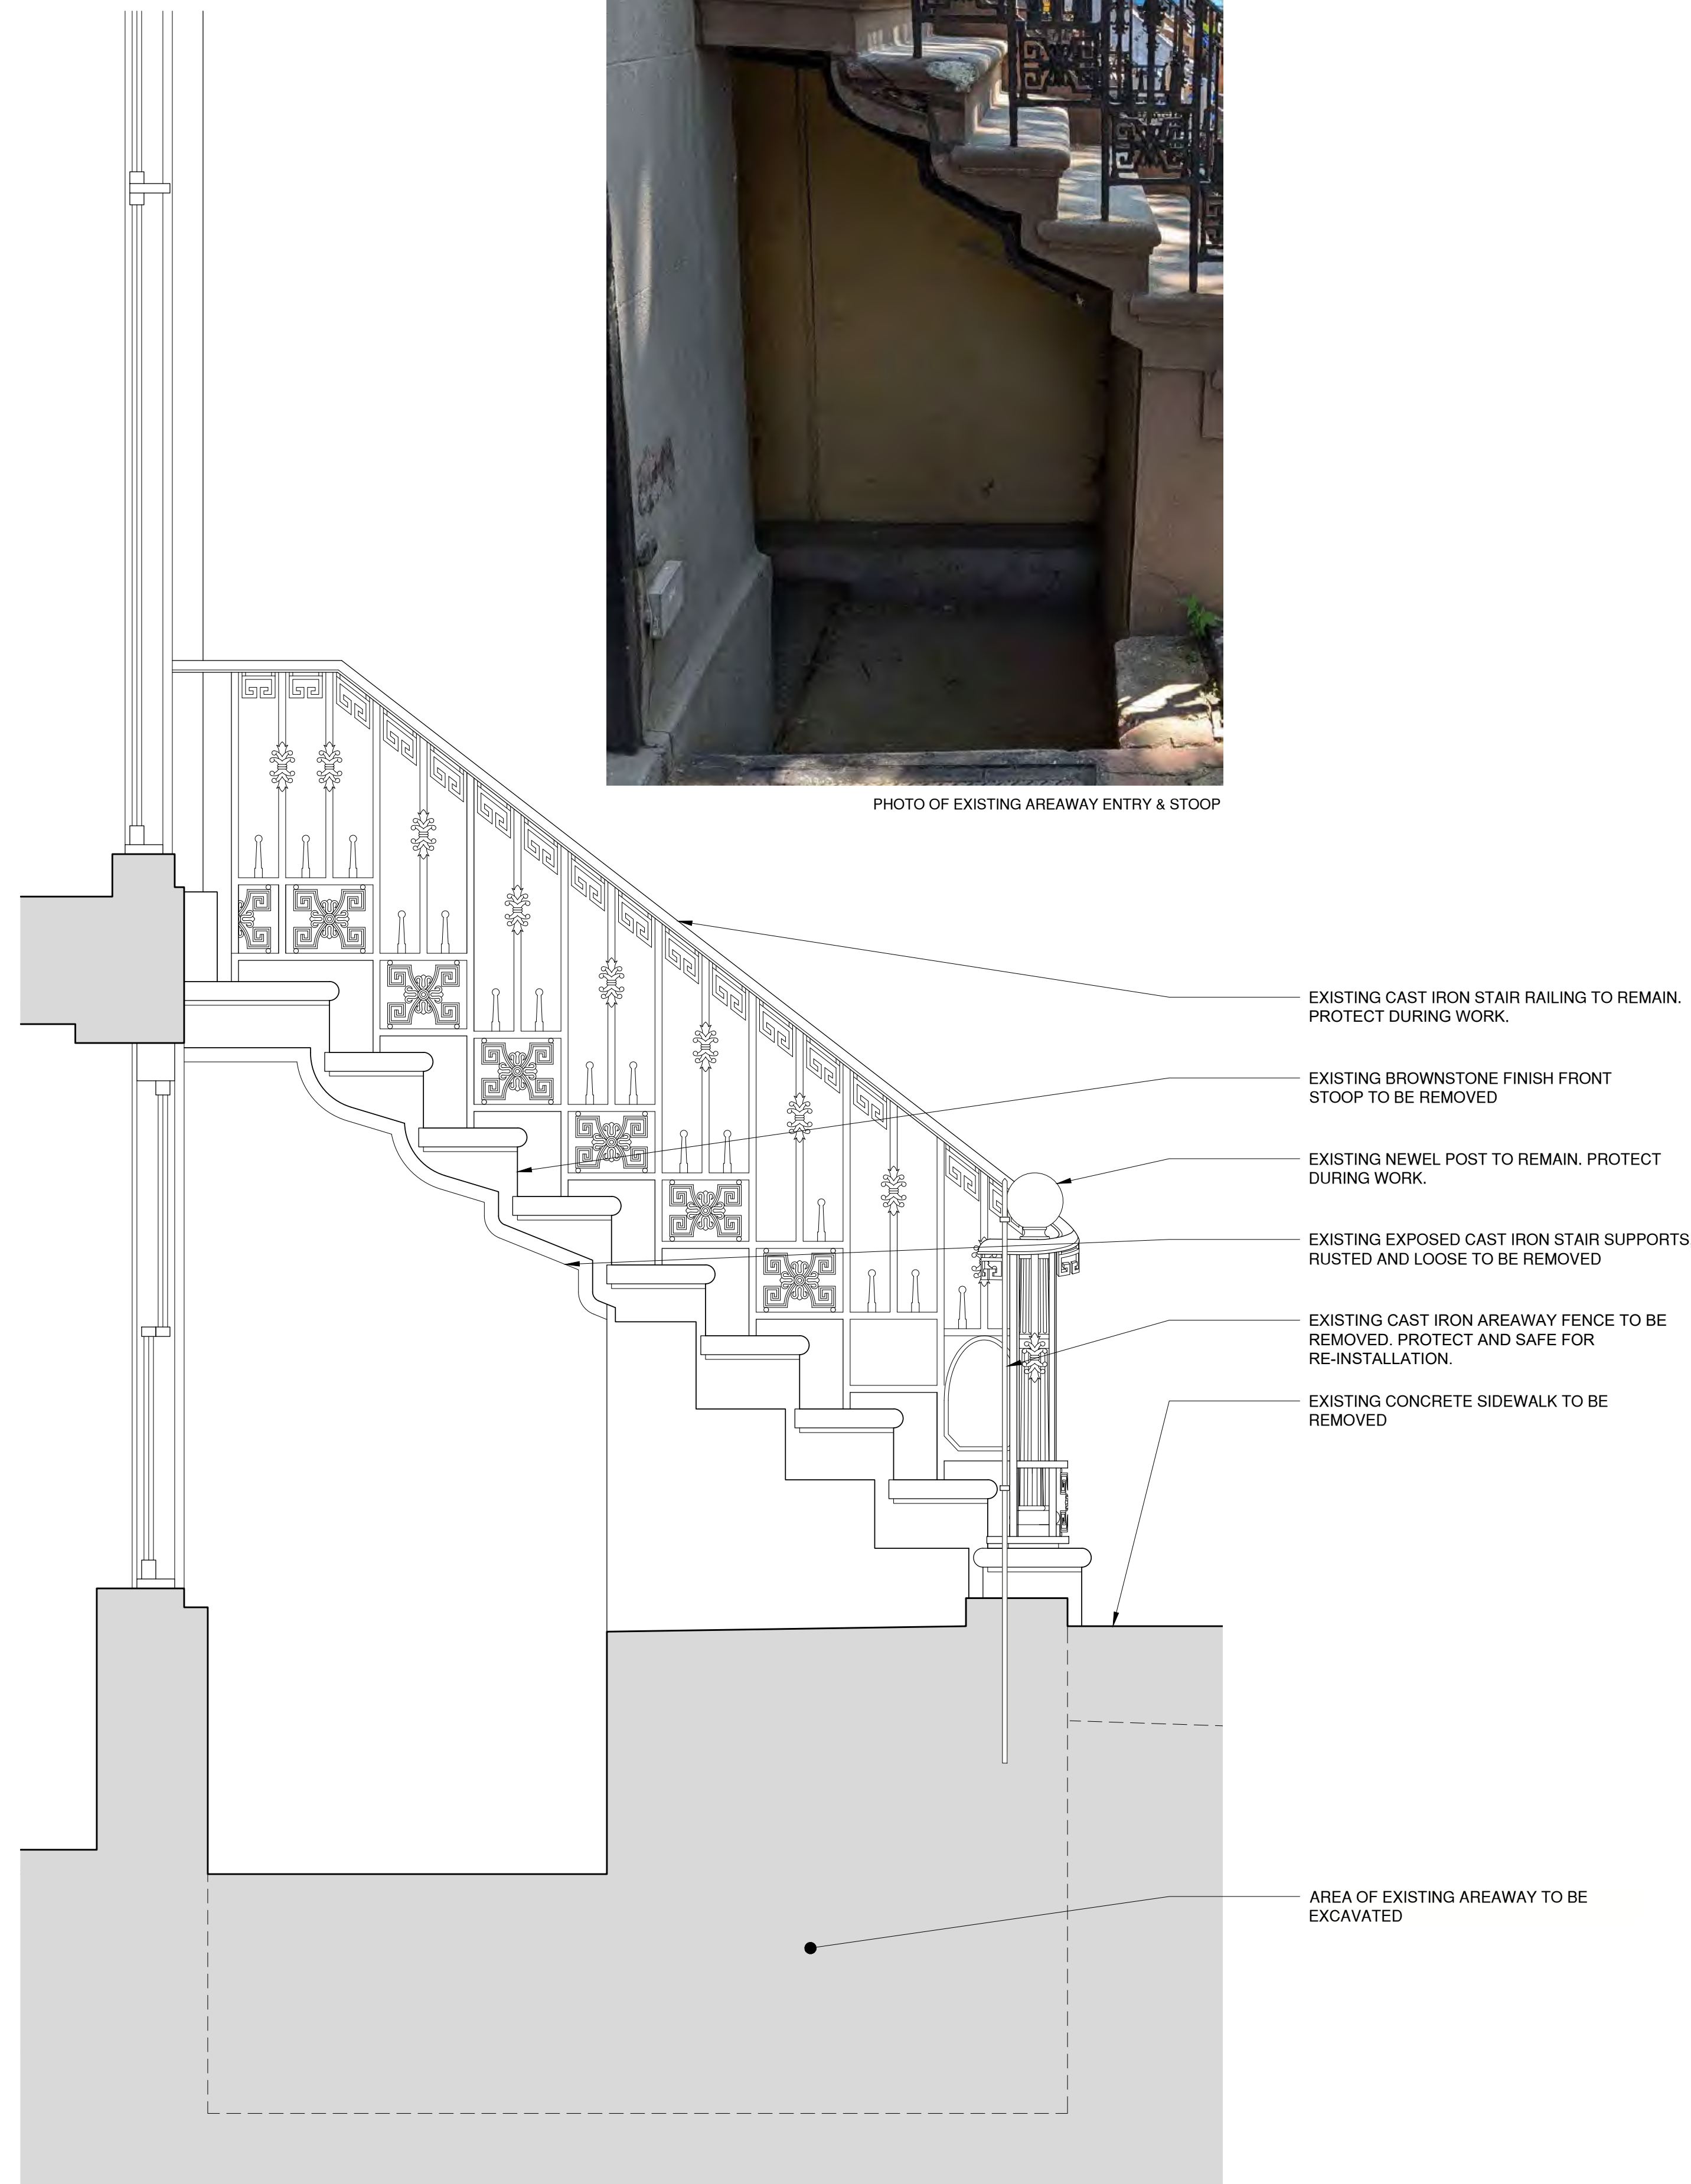 PHOTO OF EXISTING AREAWAY ENTRY & STOOP
EXISTING CAST IRON STAIR RAILING TO REMAIN.
PROTECT DURING WORK.
EXISTING BROWNSTONE FINISH FRONT
STOOP TO BE REMOVED
EXISTING NEWEL POST TO REMAIN. PROTECT
DURING WORK.
EXISTING EXPOSED CAST IRON STAIR SUPPORTS
RUSTED AND LOOSE TO BE REMOVED
EXISTING CAST IRON AREAWAY FENCE TO BE
REMOVED. PROTECT AND SAFE FOR
RE-INSTALLATION.
EXISTING CONCRETE SIDEWALK TO BE
REMOVED
AREA OF EXISTING AREAWAY TO BE
EXCAVATED